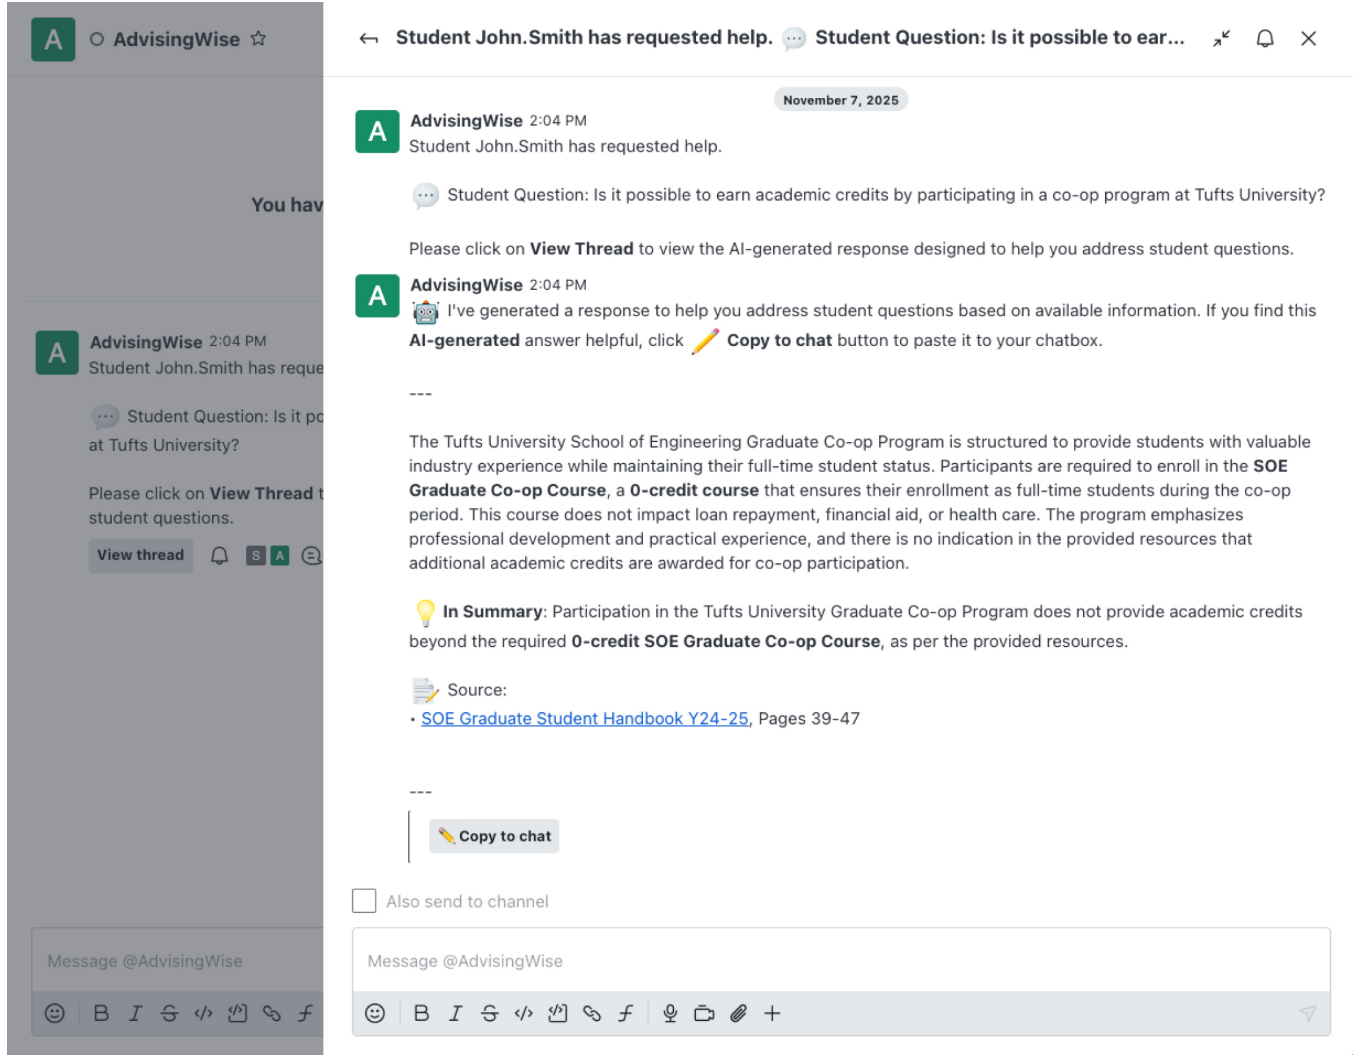 A AdvisingWise
You hav
A AdvisingWise 2:04 PM
Student John.Smith has reque
Student Question: Is it po
at Tufts University?
Please click on View Thread t
student questions.
View thread S A
Message @AdvisingWise
Student John.Smith has requested help. Student Question: Is it possible to ear...
November 7, 2025
A AdvisingWise 2:04 PM
Student John.Smith has requested help.
Student Question: Is it possible to earn academic credits by participating in a co-op program at Tufts University?
Please click on View Thread to view the AI-generated response designed to help you address student questions.
A AdvisingWise 2:04 PM
I've generated a response to help you address student questions based on available information. If you find this
AI-generated answer helpful, click Copy to chat button to paste it to your chatbox.
---
The Tufts University School of Engineering Graduate Co-op Program is structured to provide students with valuable
industry experience while maintaining their full-time student status. Participants are required to enroll in the SOE
Graduate Co-op Course, a 0-credit course that ensures their enrollment as full-time students during the co-op
period. This course does not impact loan repayment, financial aid, or health care. The program emphasizes
professional development and practical experience, and there is no indication in the provided resources that
additional academic credits are awarded for co-op participation.
In Summary: Participation in the Tufts University Graduate Co-op Program does not provide academic credits
beyond the required 0-credit SOE Graduate Co-op Course, as per the provided resources.
Source:
• SOE Graduate Student Handbook Y24-25, Pages 39-47
---
Copy to chat
Also send to channel
Message @AdvisingWise